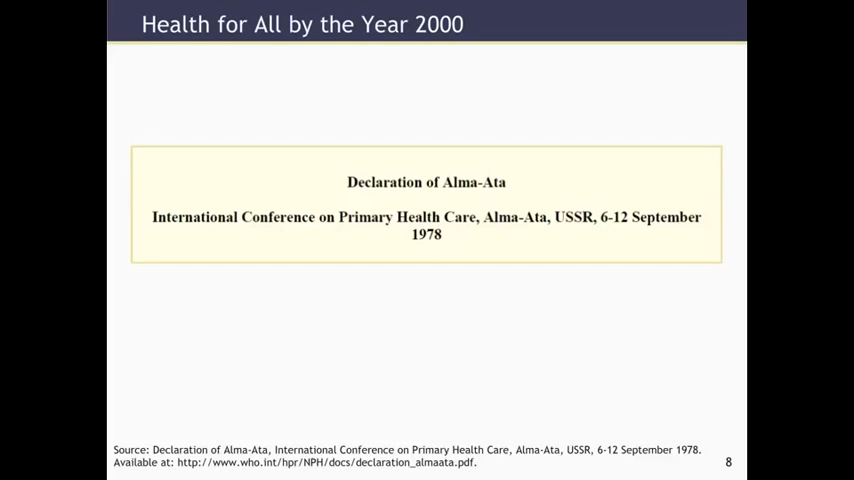 Health for All by the Year 2000
Declaration of Alma-Ata
International Conference on Primary Health Care, Alma-Ata, USSR, 6-12 September
1978
Source: Declaration of Alma-Ata, International Conference on Primary Health Care, Alma-Ata, USSR, 6-12 September 1978.
Available at: http://www.who.int/hpr/NPH/docs/declaration_almaata.pdf.
8